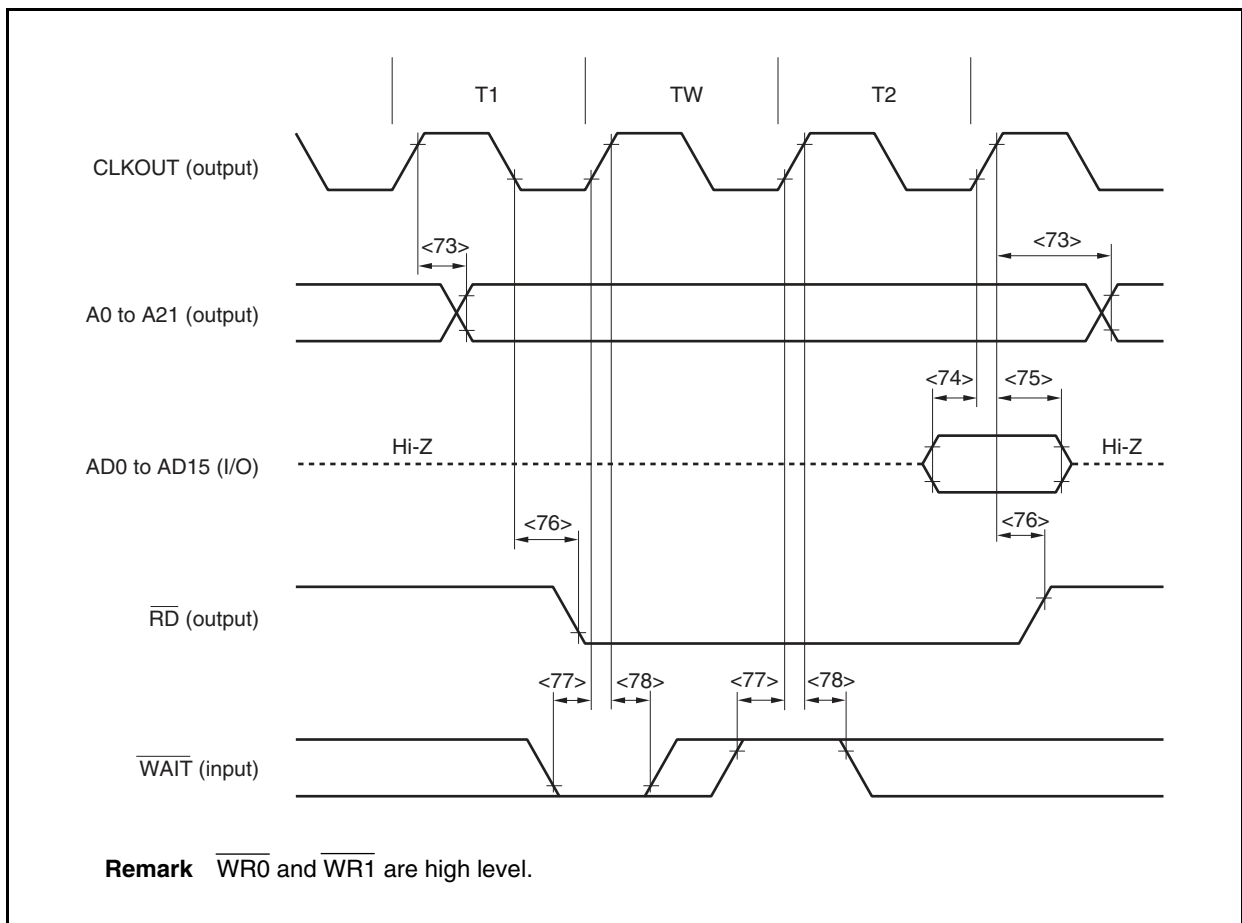 T1 TW T2
CLKOUT (output)
<73> <73>
A0 to A21 (output)
<74> <75>
Hi-Z Hi-Z
AD0 to AD15 (I/O)
<76> <76>
RD (output)
<77> <78> <77> <78>
WAIT (input)
Remark WR0 and WR1 are high level.